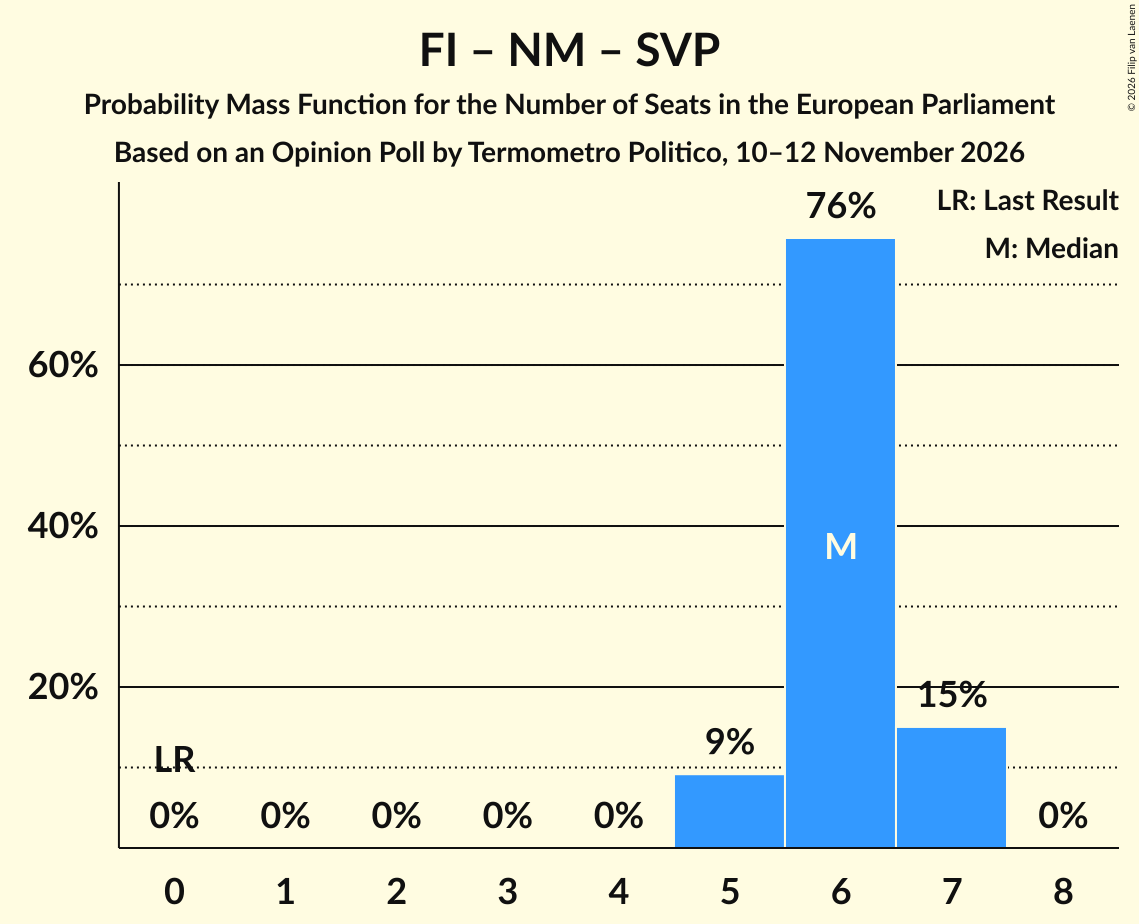 FI – NM – SVP
Probability Mass Function for the Number of Seats in the European Parliament
Based on an Opinion Poll by Termometro Politico, 10–12 November 2026
© 2026 Filip van Laenen
LR: Last Result
M: Median
76%
60%
40%
M
20%
15%
9%
LR
0% 0% 0% 0% 0% 0%
0 1 2 3 4 5 6 7 8